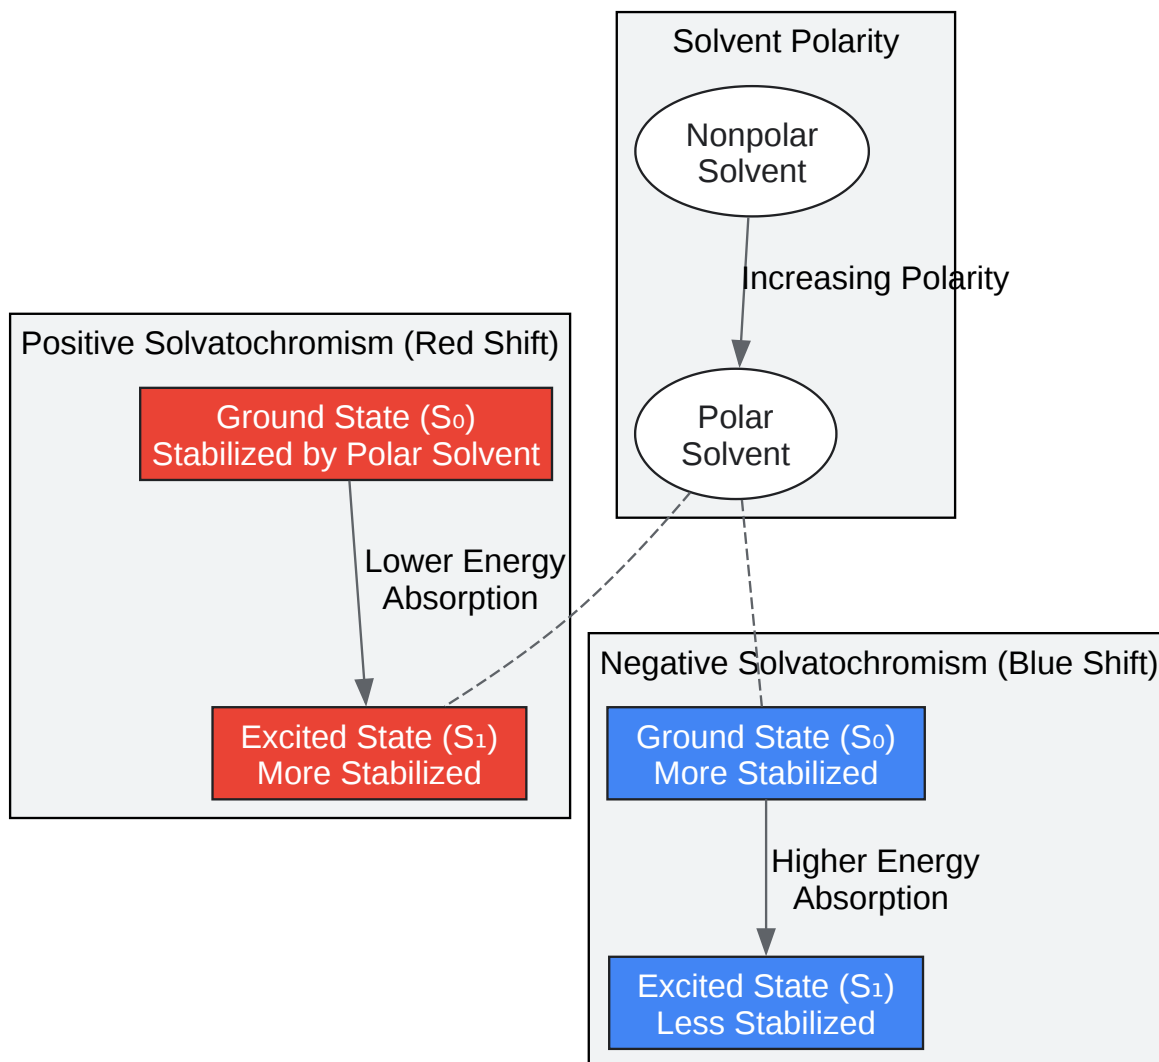 Solvent Polarity
Nonpolar
Solvent
Increasing Polarity
Polar
Solvent
Positive Solvatochromism (Red Shift)
Ground State (S₀)
Stabilized by Polar Solvent
Lower Energy
Absorption
Excited State (S₁)
More Stabilized
Negative Solvatochromism (Blue Shift)
Ground State (S₀)
More Stabilized
Higher Energy
Absorption
Excited State (S₁)
Less Stabilized